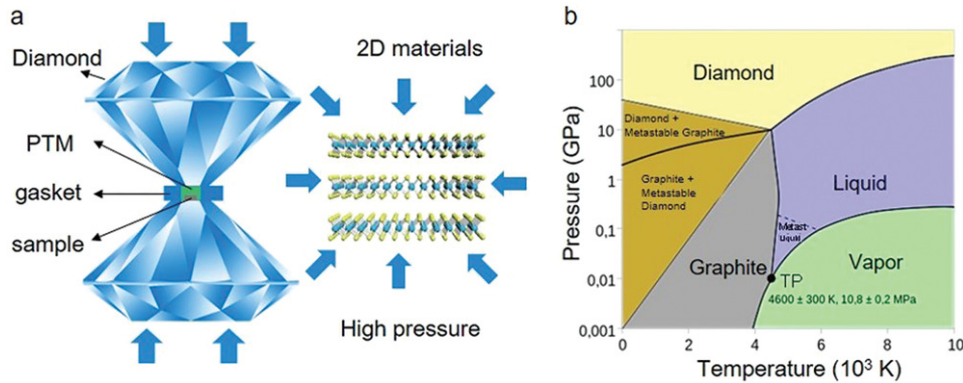 a
Diamond
PTM
gasket
sample
2D materials
High pressure
b
Pressure (GPa)
100
10
1
0,1
0,01
0,001
Diamond
Diamond +
Metastable Graphite
Graphite +
Metastable
Diamond
Graphite
Liquid
Metast
Liquid
Vapor
TP
4600 ± 300 K, 10,8 ± 0,2 MPa
0 2 4 6 8 10
Temperature (10³ K)